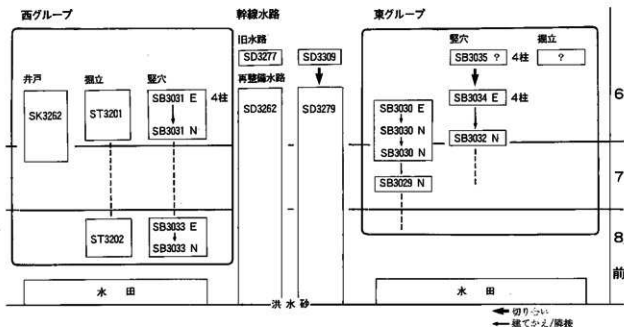 西グループ
幹線水路
東グループ
旧水路
SD3277
SD3309
再整備水路
SD3262
SD3279
井戸
掘立
竪穴
SK3262
ST3201
SB3031 E 4柱
SB3031 N
ST3202
SB3033 E
SB3033 N
水田
竪穴
掘立
SB3035 ? 4柱
?
SB3034 E 4柱
SB3032 N
SB3030 E
SB3030 N
SB3030 N
SB3029 N
水田
6
7
8
前
洪水砂
切り合い
建てかえ/隣接